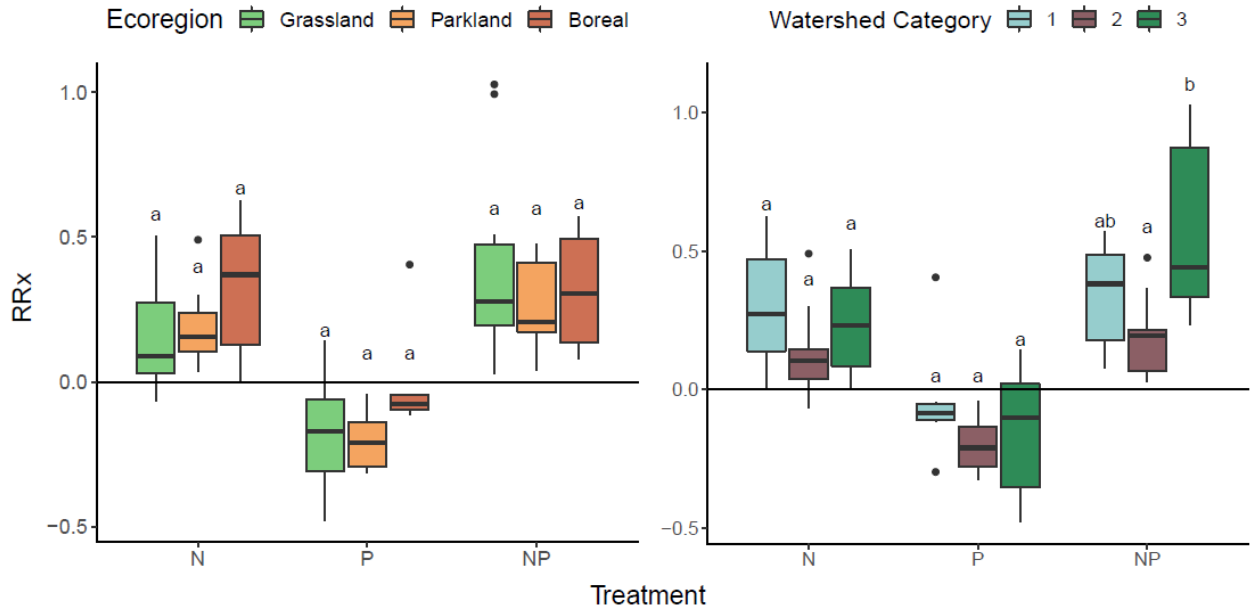 Ecoregion Grassland Parkland Boreal
Watershed Category 1 2 3
RRx
1.0
0.5
0.0
−0.5
a a a
a a a
a a a
N P NP
1.0
0.5
0.0
−0.5
a a a
a a a
ab a b
N P NP
Treatment